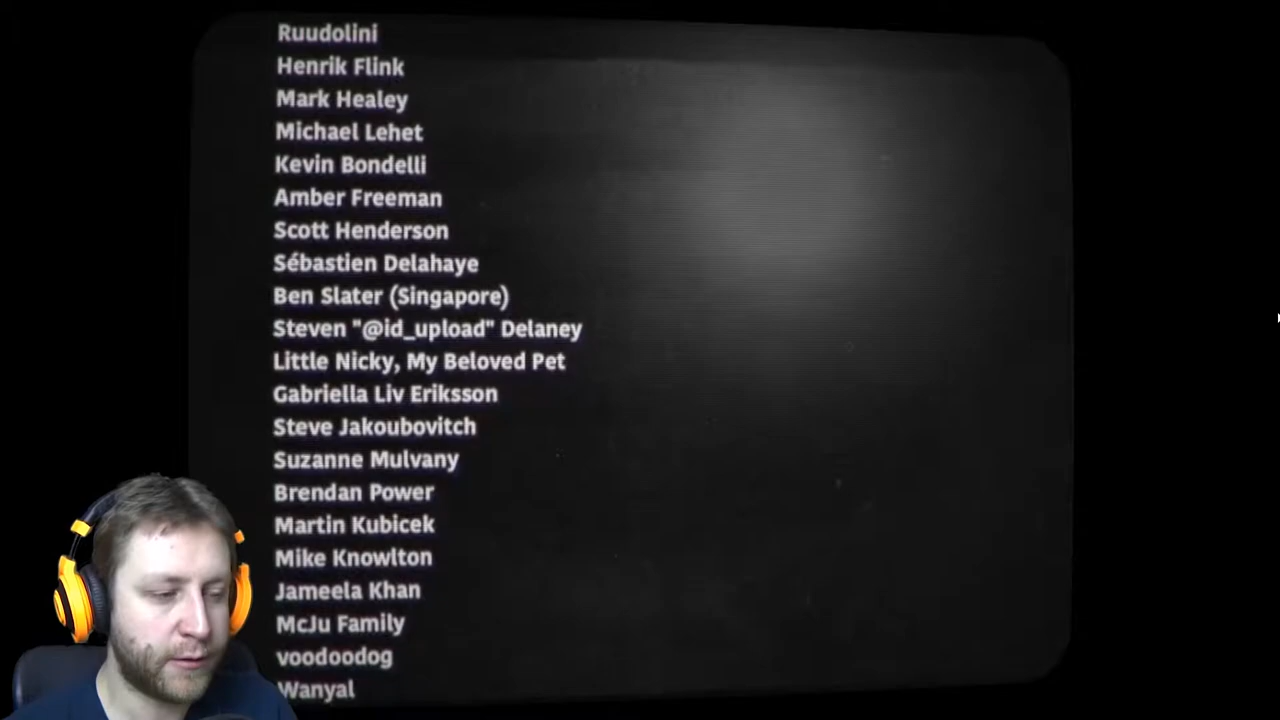 Ruudolini
Henrik Flink
Mark Healey
Michael Lehet
Kevin Bondelli
Amber Freeman
Scott Henderson
Sébastien Delahaye
Ben Slater (Singapore)
Steven "@id_upload" Delaney
Little Nicky, My Beloved Pet
Gabriella Liv Eriksson
Steve Jakoubovitch
Suzanne Mulvany
Brendan Power
Martin Kubicek
Mike Knowlton
Jameela Khan
McJu Family
voodoodog
Wanyal